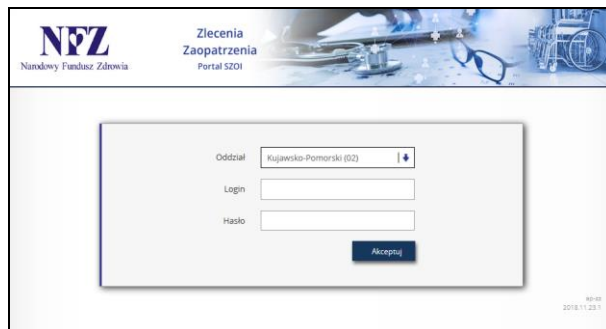 NFZ
Narodowy Fundusz Zdrowia
Zlecenia
Zaopatrzenia
Portal SZOI
Oddział
Kujawsko-Pomorski (02)
Login
Hasło
Akceptuj
2018.11.23.1